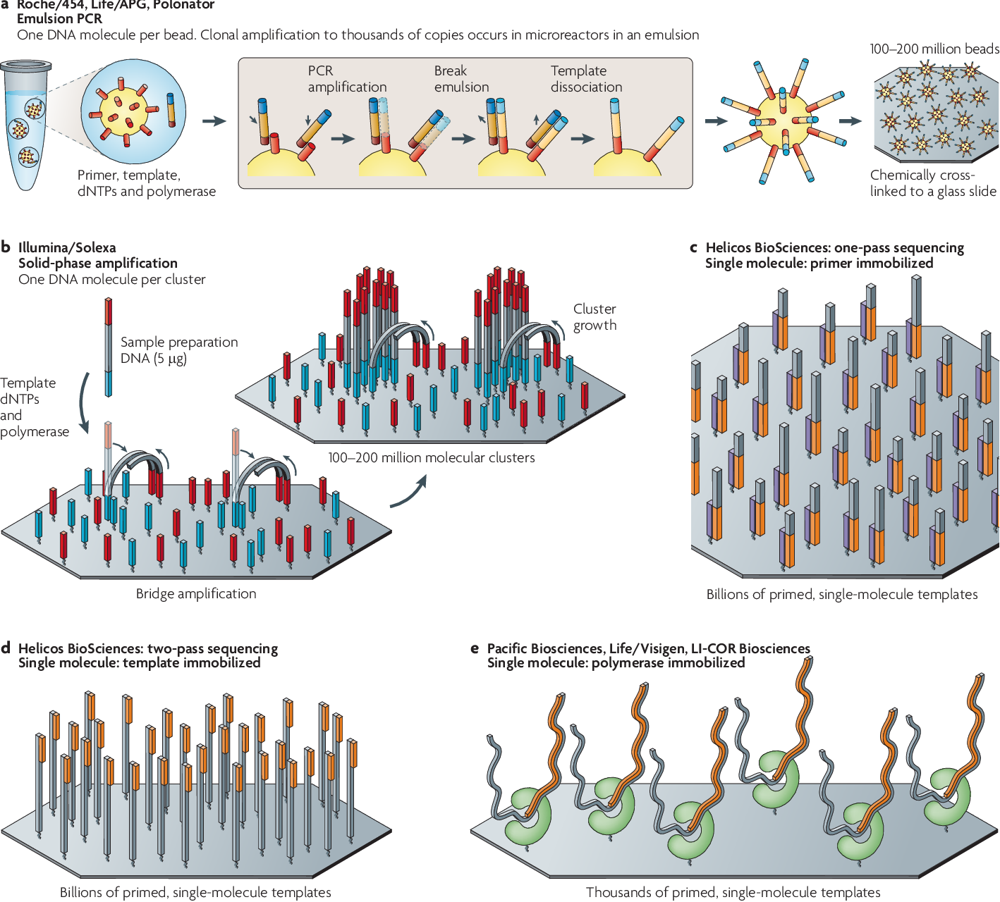 a Roche/454, Life/APG, Polonator
Emulsion PCR
One DNA molecule per bead. Clonal amplification to thousands of copies occurs in microreactors in an emulsion
100–200 million beads
PCR
amplification
Break
emulsion
Template
dissociation
Primer, template,
dNTPs and polymerase
Chemically cross-
linked to a glass slide
b Illumina/Solexa
Solid-phase amplification
One DNA molecule per cluster
Sample preparation
DNA (5 µg)
Template
dNTPs
and
polymerase
Cluster
growth
100–200 million molecular clusters
Bridge amplification
c Helicos BioSciences: one-pass sequencing
Single molecule: primer immobilized
Billions of primed, single-molecule templates
d Helicos BioSciences: two-pass sequencing
Single molecule: template immobilized
Billions of primed, single-molecule templates
e Pacific Biosciences, Life/Visigen, LI-COR Biosciences
Single molecule: polymerase immobilized
Thousands of primed, single-molecule templates